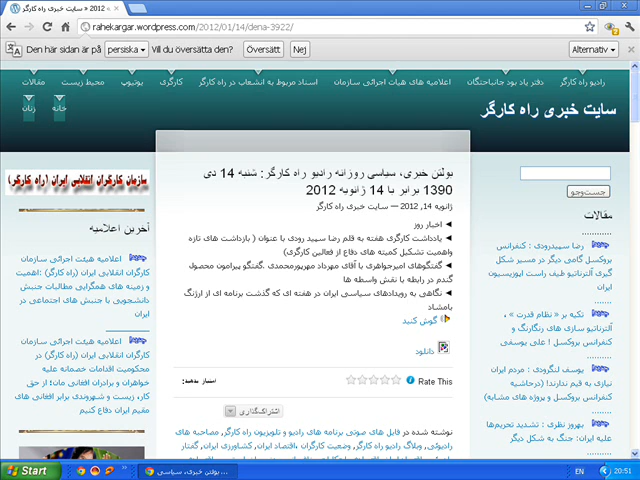 2012 » سایت خبری راه کارگر
rahekargar.wordpress.com/2012/01/14/dena-3922/
Den här sidan är på persiska Vill du översätta den? Översätt Nej Alternativ
رادیو راه کارگر دفتر یاد بود جانباختگان اعلامیه های هیات اجرائی سازمان اسناد مربوط به انشعاب در راه کارگر کارگری یوتیوپ محیط زیست مقالات
خانه زنان
سایت خبری راه کارگر
جست‌وجو
مقالات
............
رضا سپیدرودی : کنفرانس
بروکسل گامی دیگر در مسیر شکل
گیری آلترناتیو طیف راست اپوزیسیون
ایران
.......
تکیه بر « نظام قدرت » ،
آلترناتیو سازی های رنگارنگ و
کنفرانس بروکسل ! علی یوسفی
..........
یوسف لنگرودی : مردم ایران
نیازی به قیم ندارند! (درحاشیه
کنفرانس بروکسل و پروژه های مشابه)
..........
بهروز نظری : تشدید تحریمها
علیه ایران: جنگ به شکل دیگر
بولتن خبری، سیاسی روزانه رادیو راه کارگر: شنبه 14 دی
1390 برابر با 14 ژانویه 2012
ژانویه 14, 2012 — سایت خبری راه کارگر
◄ اخبار روز
◄ یادداشت کارگری هفته به قلم رضا سپید رودی با عنوان ( بازداشت های تازه
واهمیت تشکیل کمیته های دفاع از فعالین کارگری)
◄ گفتگوهای امیرجواهری با آقای مهرداد مهرپورمحمدی .گفتگو پیرامون محصول
گندم در رابطه با نقش واسطه ها
◄ نگاهی به رویدادهای سیاسی ایران در هفته ای که گذشت برنامه ای از ارژنگ
بامشاد
گوش کنید
دانلود
Rate This
امتیاز بدهید:
اشتراک‌گذاری
نوشته شده در فایل های صوتی برنامه های رادیو و تلویزیون راه کارگر, مصاحبه های
رادیوئی, وبلاگ رادیو راه کارگر, وضعیت کارگران ،اقتصاد ایران, کشاورزی ایران, گفتار
سازمان کارگران انقلابی ایران (راه کارگر)
آخرین اعلامیه
اعلامیه هیئت اجرائی سازمان
کارگران انقلابی ایران (راه کارگر) :اهمیت
و زمینه های همگرایی مطالبات جنبش
دانشجویی با جنبش های اجتماعی در
ایران
اعلامیه هیئت اجرائی سازمان
کارگران انقلابی ایران (راه کارگر) در
محکومیت اقدامات خصمانه علیه
خواهران و برادران افغانی مان؛ از حق
کار، زیست و شهروندی برابر افغانی های
مقیم ایران دفاع کنیم
Start
بولتن خبری، سیاسی
EN
20:51